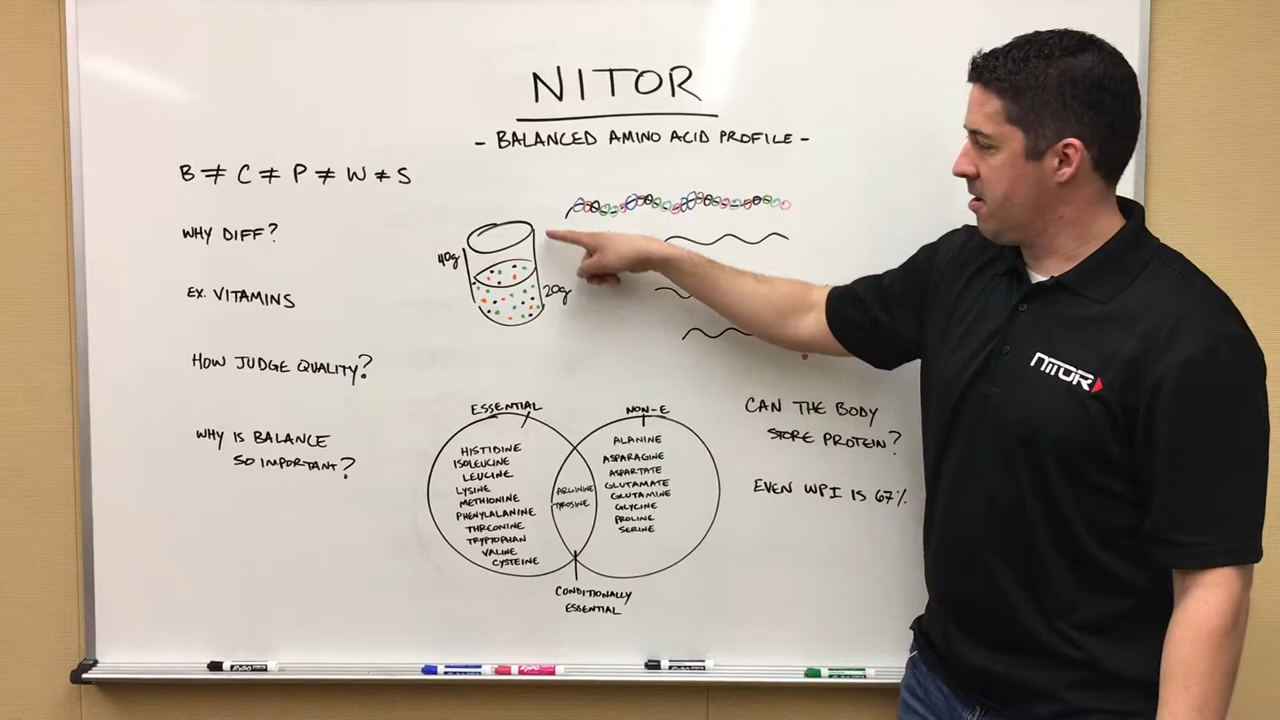 NITOR
- BALANCED AMINO ACID PROFILE -
B ≠ C ≠ P ≠ W ≠ S
WHY DIFF?
EX. VITAMINS
HOW JUDGE QUALITY?
WHY IS BALANCE
SO IMPORTANT?
40g
20g
ESSENTIAL
HISTIDINE
ISOLEUCINE
LEUCINE
LYSINE
METHIONINE
PHENYLALANINE
THREONINE
TRYPTOPHAN
VALINE
CYSTEINE
ARGININE
TYROSINE
NON-E
ALANINE
ASPARAGINE
ASPARTATE
GLUTAMATE
GLUTAMINE
GLYCINE
PROLINE
SERINE
CONDITIONALLY
ESSENTIAL
CAN THE BODY
STORE PROTEIN?
EVEN WPI IS 67%
NITOR
EXPO